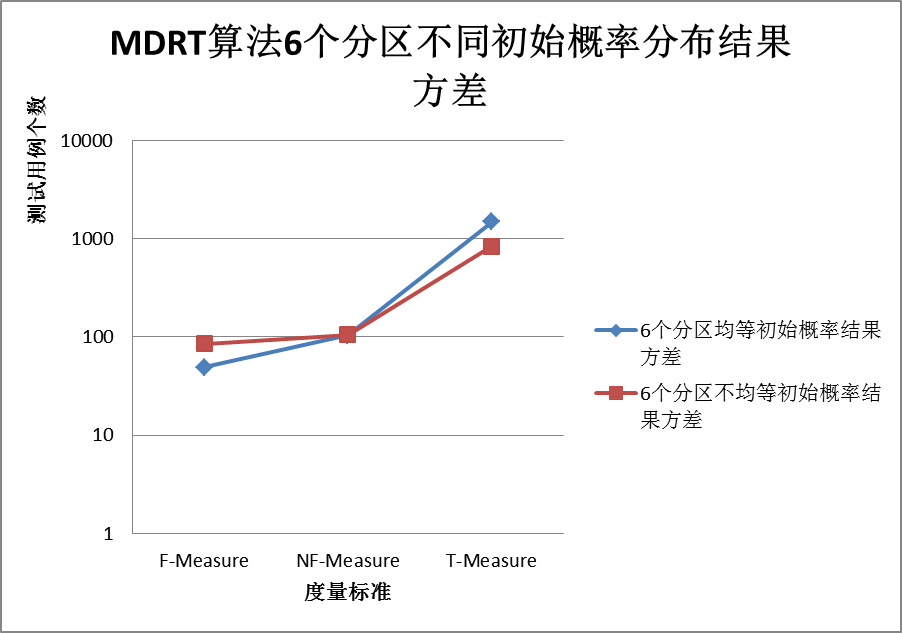 MDRT算法6个分区不同初始概率分布结果
方差
测试用例个数
10000
1000
100
10
1
F-Measure
NF-Measure
T-Measure
度量标准
6个分区均等初始概率结果
方差
6个分区不均等初始概率结
果方差